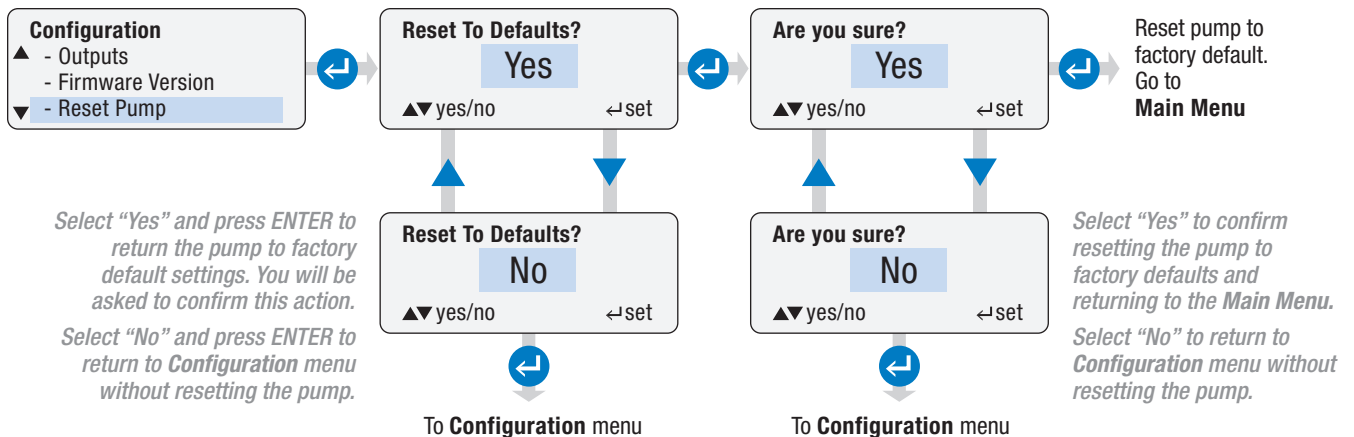 Configuration
- Outputs
- Firmware Version
- Reset Pump
Reset To Defaults?
Yes
▲▼ yes/no ↵ set
Are you sure?
Yes
▲▼ yes/no ↵ set
Reset pump to
factory default.
Go to
Main Menu
Select “Yes” and press ENTER to
return the pump to factory
default settings. You will be
asked to confirm this action.
Select “No” and press ENTER to
return to Configuration menu
without resetting the pump.
Reset To Defaults?
No
▲▼ yes/no ↵ set
To Configuration menu
Are you sure?
No
▲▼ yes/no ↵ set
To Configuration menu
Select “Yes” to confirm
resetting the pump to
factory defaults and
returning to the Main Menu.
Select “No” to return to
Configuration menu without
resetting the pump.